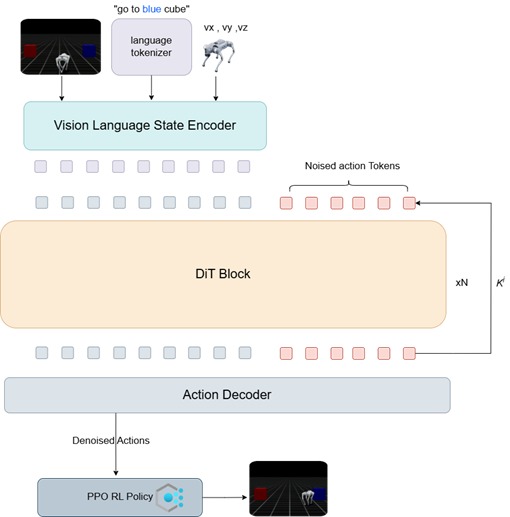 "go to blue cube"
language
tokenizer
vx , vy ,vz
Vision Language State Encoder
Noised action Tokens
DiT Block
xN
K^i
Action Decoder
Denoised Actions
PPO RL Policy